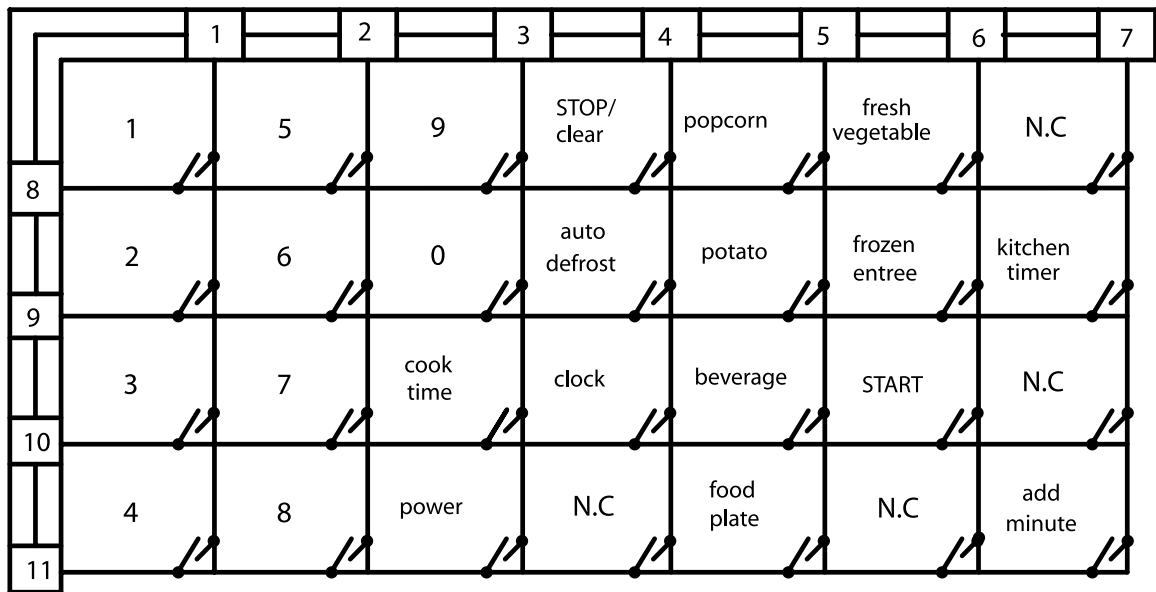 1 2 3 4 5 6 7
1 5 9 STOP/ clear popcorn fresh vegetable N.C
8
2 6 0 auto defrost potato frozen entree kitchen timer
9
3 7 cook time clock beverage START N.C
10
4 8 power N.C food plate N.C add minute
11